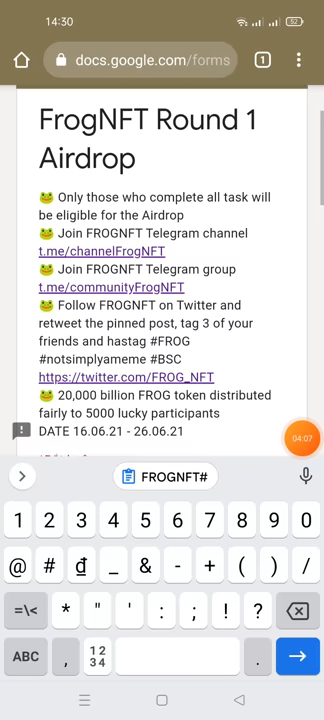 14:30
52
docs.google.com/forms
1
FrogNFT Round 1
Airdrop
🐸 Only those who complete all task will
be eligible for the Airdrop
🐸 Join FROGNFT Telegram channel
t.me/channelFrogNFT
🐸 Join FROGNFT Telegram group
t.me/communityFrogNFT
🐸 Follow FROGNFT on Twitter and
retweet the pinned post, tag 3 of your
friends and hastag #FROG
#notsimplyameme #BSC
https://twitter.com/FROG_NFT
🐸 20,000 billion FROG token distributed
fairly to 5000 lucky participants
DATE 16.06.21 - 26.06.21
04:07
FROGNFT#
1 2 3 4 5 6 7 8 9 0
@ # ₫ _ & - + ( ) /
=\< * " ' : ; ! ?
ABC , 12 34 .